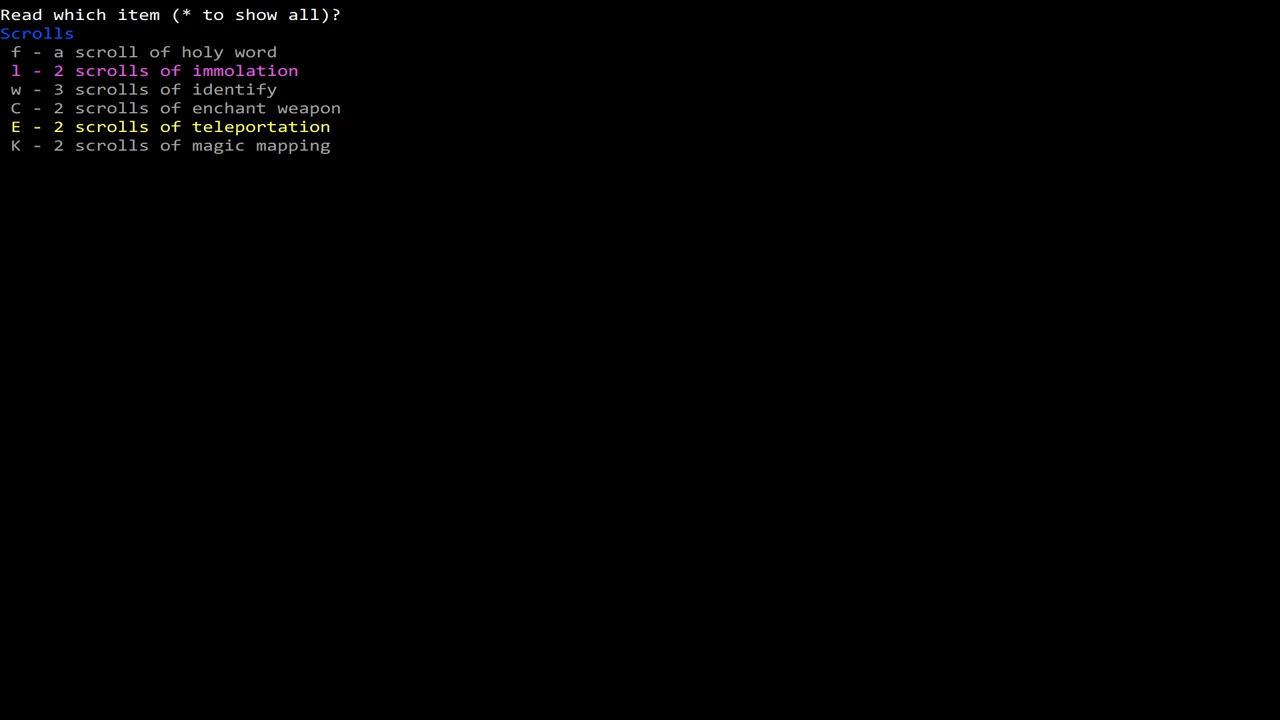 Read which item (* to show all)?
Scrolls
f - a scroll of holy word
l - 2 scrolls of immolation
w - 3 scrolls of identify
C - 2 scrolls of enchant weapon
E - 2 scrolls of teleportation
K - 2 scrolls of magic mapping